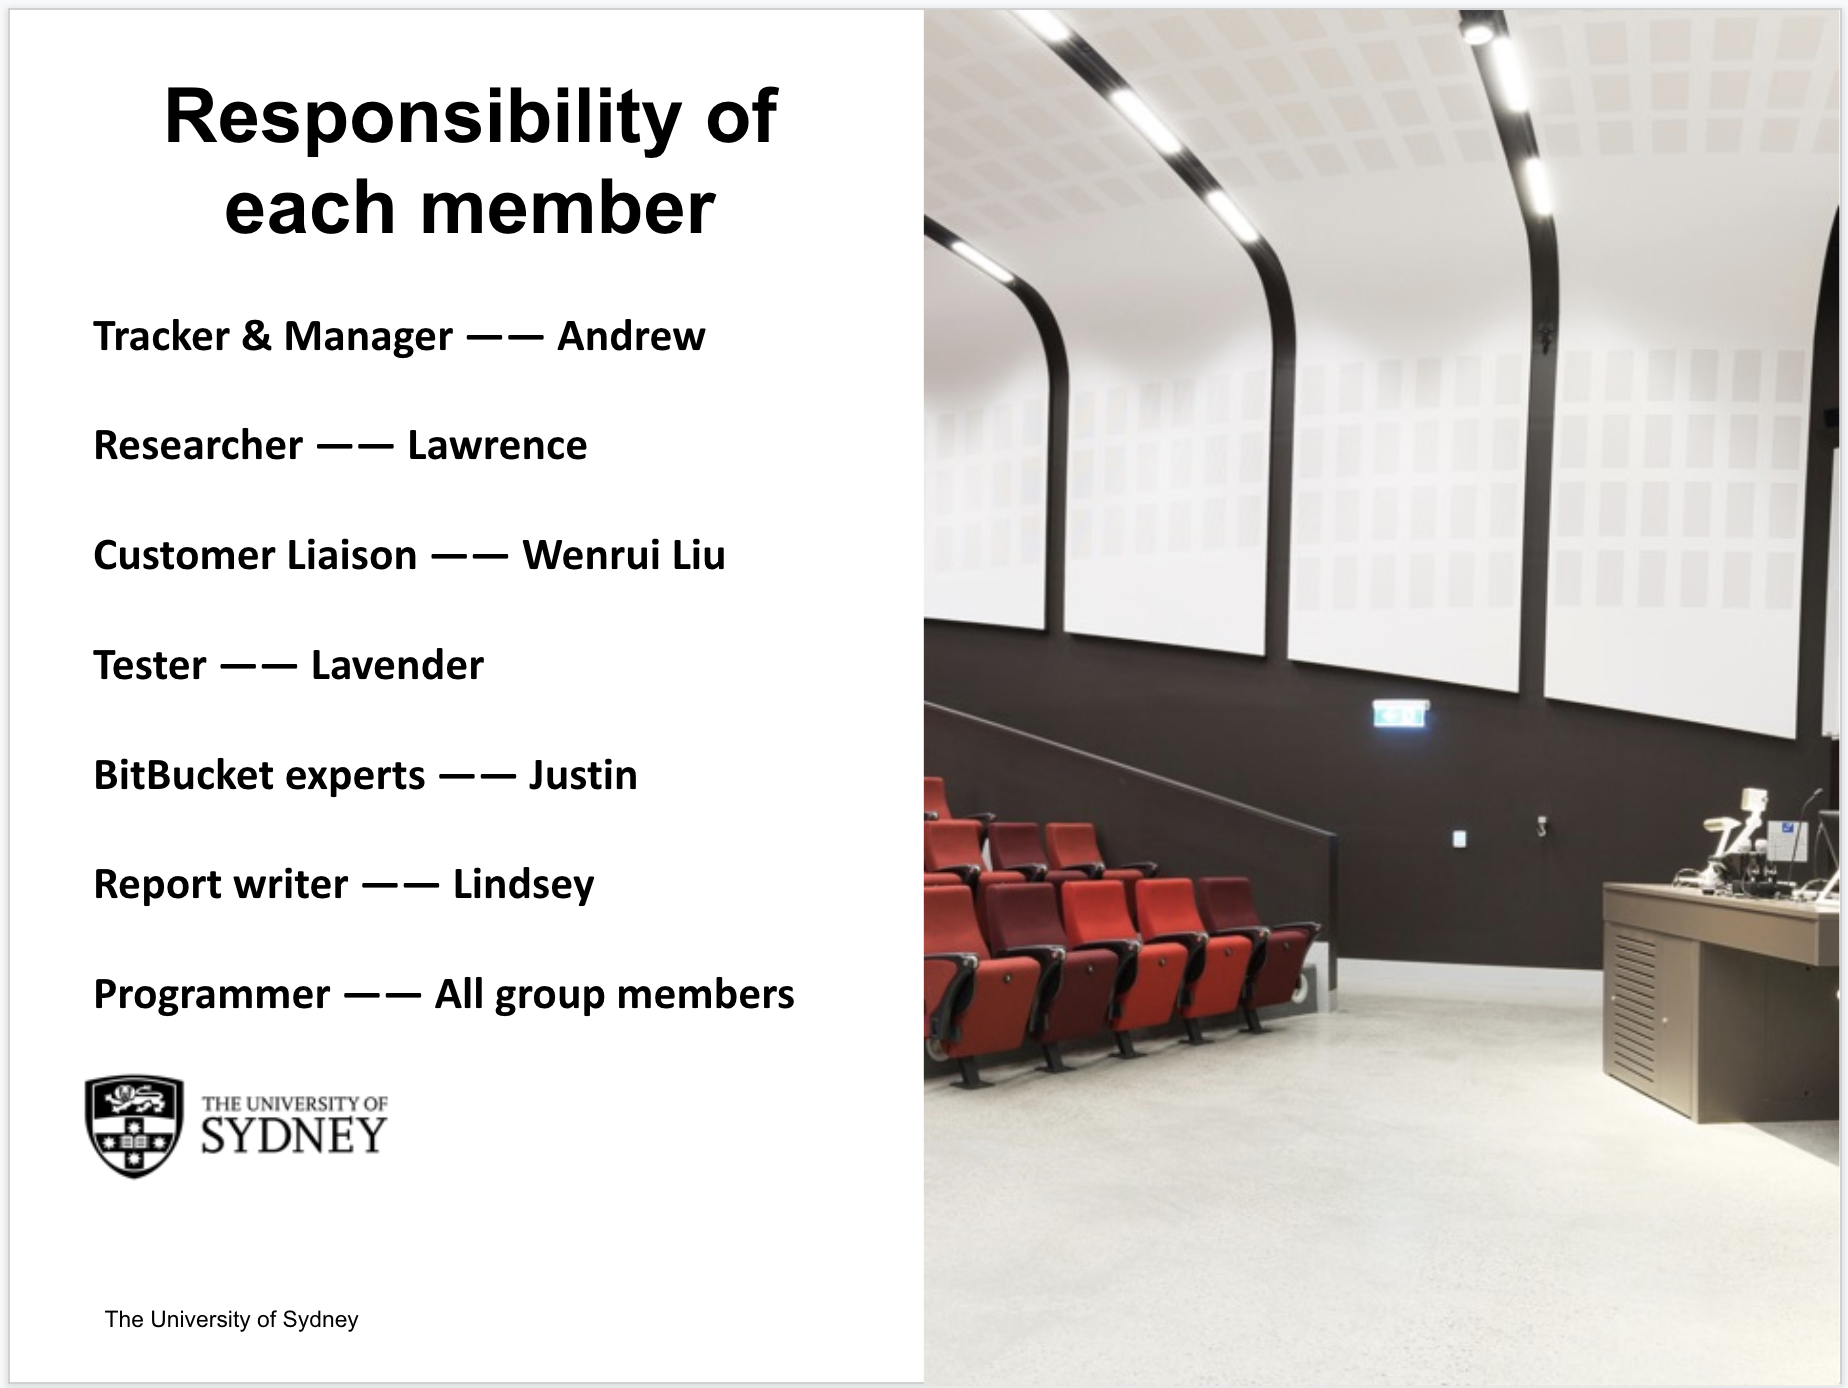 Responsibility of
each member
Tracker & Manager —— Andrew
Researcher —— Lawrence
Customer Liaison —— Wenrui Liu
Tester —— Lavender
BitBucket experts —— Justin
Report writer —— Lindsey
Programmer —— All group members
THE UNIVERSITY OF
SYDNEY
The University of Sydney